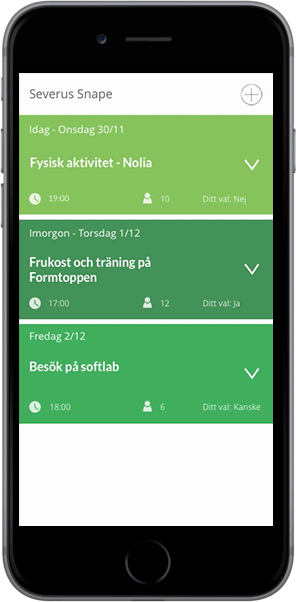 Severus Snape
Idag - Onsdag 30/11
Fysisk aktivitet - Nolia
19:00 10 Ditt val: Nej
Imorgon - Torsdag 1/12
Frukost och träning på
Formtoppen
17:00 12 Ditt val: Ja
Fredag 2/12
Besök på softlab
18:00 6 Ditt val: Kanske